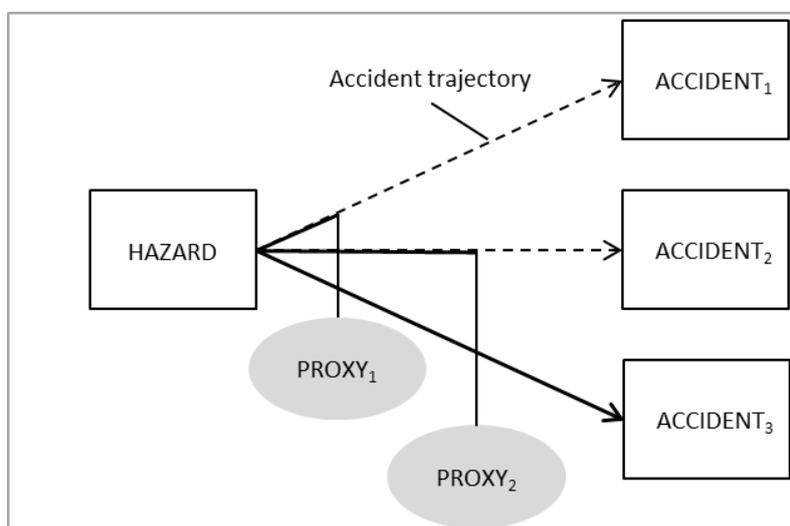 Accident trajectory
ACCIDENT₁
HAZARD
ACCIDENT₂
PROXY₁
ACCIDENT₃
PROXY₂